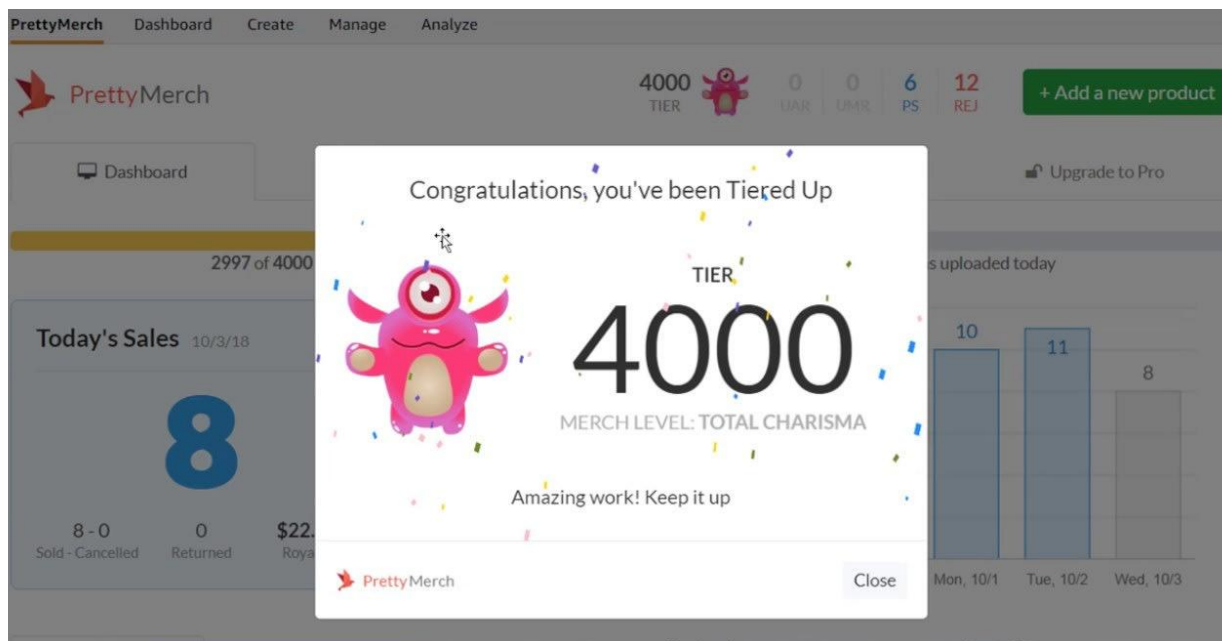 PrettyMerch Dashboard Create Manage Analyze
PrettyMerch
4000
TIER
0
UAR
0
UMR
6
PS
12
REJ
+ Add a new product
Dashboard
Upgrade to Pro
2997 of 4000
s uploaded today
Today's Sales 10/3/18
8
8 - 0
Sold - Cancelled
0
Returned
$22.
Roya
Congratulations, you've been Tiered Up
TIER
4000
MERCH LEVEL: TOTAL CHARISMA
Amazing work! Keep it up
PrettyMerch
Close
10
11
8
Mon, 10/1 Tue, 10/2 Wed, 10/3